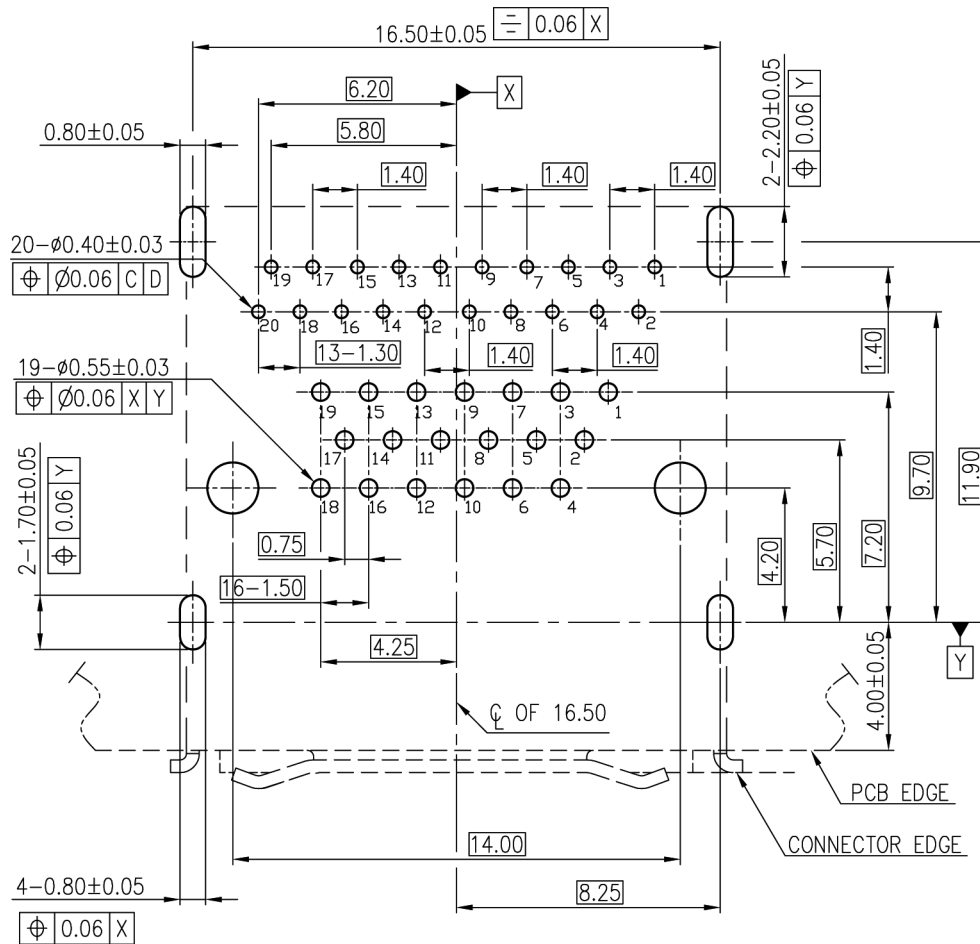 16.50±0.05 ⌯ 0.06 X
6.20
X
0.80±0.05
5.80
2-2.20±0.05
⌖ 0.06 Y
1.40 1.40 1.40
20-ø0.40±0.03
⌖ Ø0.06 C D
19 17 15 13 11 9 7 5 3 1
20 18 16 14 12 10 8 6 4 2
13-1.30 1.40 1.40
1.40
19-ø0.55±0.03
⌖ Ø0.06 X Y
19 15 13 9 7 3 1
17 14 11 8 5 2
18 16 12 10 6 4
2-1.70±0.05
⌖ 0.06 Y
0.75
16-1.50
4.25
4.20
5.70
7.20
9.70
11.90
Y
4.00±0.05
℄ OF 16.50
PCB EDGE
CONNECTOR EDGE
14.00
8.25
4-0.80±0.05
⌖ 0.06 X